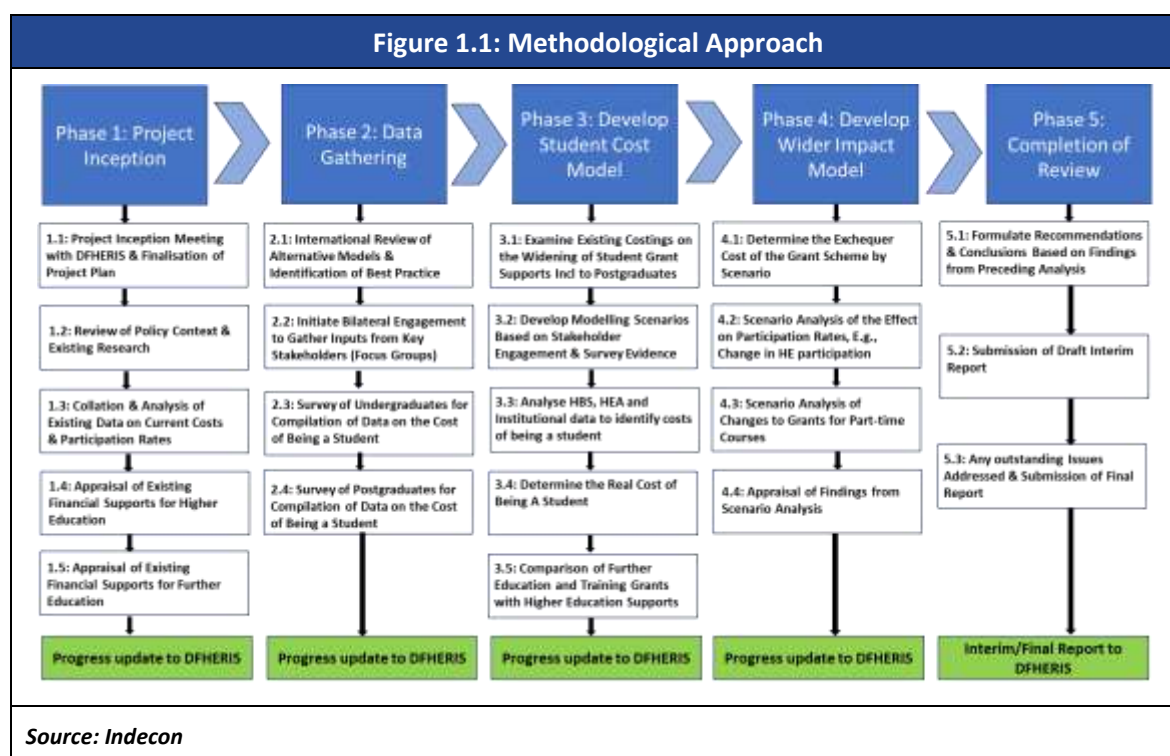 Figure 1.1: Methodological Approach
Phase 1: Project
Inception
1.1: Project Inception Meeting
with DFHERIS & Finalisation of
Project Plan
1.2: Review of Policy Context &
Existing Research
1.3: Collation & Analysis of
Existing Data on Current Costs
& Participation Rates
1.4: Appraisal of Existing
Financial Supports for Higher
Education
1.5: Appraisal of Existing
Financial Supports for Further
Education
Progress update to DFHERIS
Phase 2: Data
Gathering
2.1: International Review of
Alternative Models &
Identification of Best Practice
2.2: Initiate Bilateral Engagement
to Gather Inputs from Key
Stakeholders (Focus Groups)
2.3: Survey of Undergraduates for
Compilation of Data on the Cost
of Being a Student
2.4: Survey of Postgraduates for
Compilation of Data on the Cost
of Being a Student
Progress update to DFHERIS
Phase 3: Develop
Student Cost
Model
3.1: Examine Existing Costings on
the Widening of Student Grant
Supports Incl to Postgraduates
3.2: Develop Modelling Scenarios
Based on Stakeholder
Engagement & Survey Evidence
3.3: Analyse HBS, HEA and
Institutional data to identify costs
of being a student
3.4: Determine the Real Cost of
Being A Student
3.5: Comparison of Further
Education and Training Grants
with Higher Education Supports
Progress update to DFHERIS
Phase 4: Develop
Wider Impact
Model
4.1: Determine the Exchequer
Cost of the Grant Scheme by
Scenario
4.2: Scenario Analysis of the Effect
on Participation Rates, E.g.,
Change in HE participation
4.3: Scenario Analysis of
Changes to Grants for Part-time
Courses
4.4: Appraisal of Findings from
Scenario Analysis
Progress update to DFHERIS
Phase 5:
Completion of
Review
5.1: Formulate Recommendations
& Conclusions Based on Findings
from Preceding Analysis
5.2: Submission of Draft Interim
Report
5.3: Any outstanding Issues
Addressed & Submission of Final
Report
Interim/Final Report to
DFHERIS
Source: Indecon